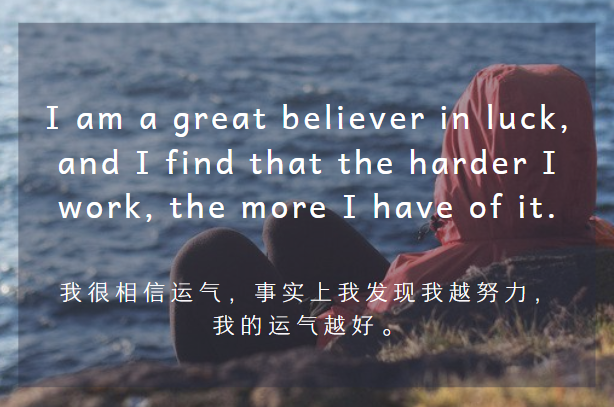 I am a great believer in luck,
and I find that the harder I
work, the more I have of it.
我很相信运气，事实上我发现我越努力，
我的运气越好。